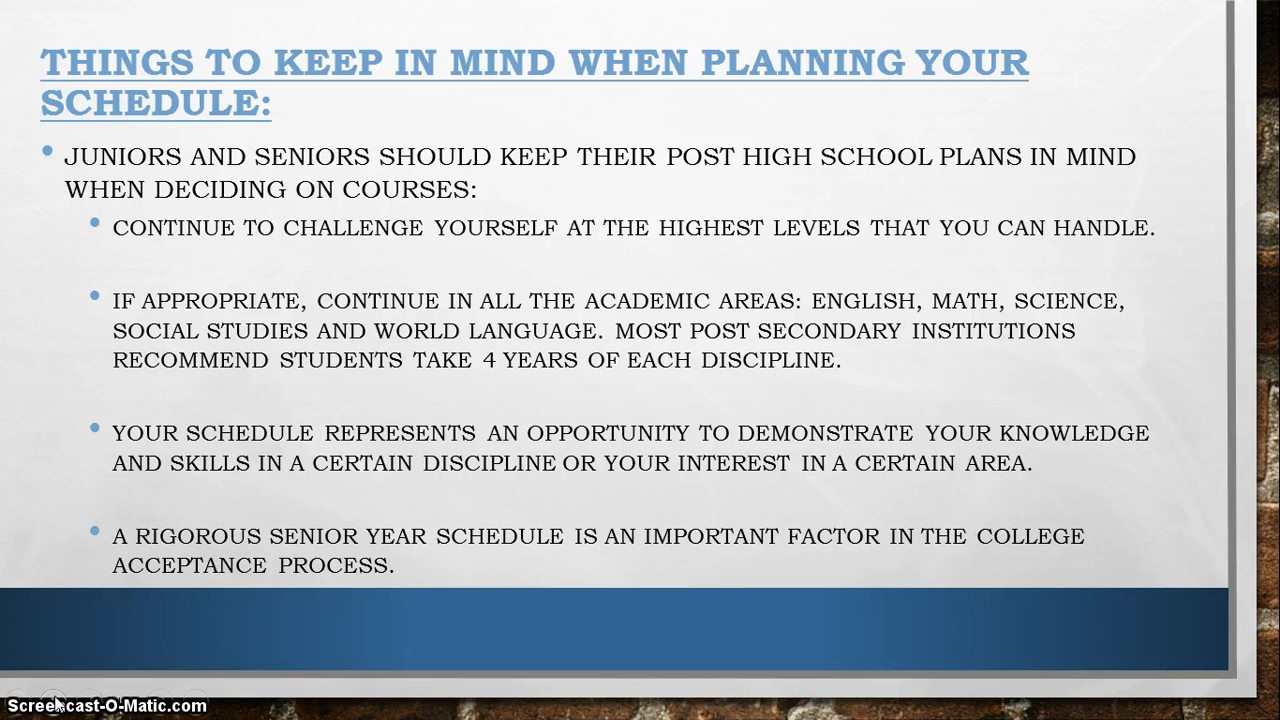 THINGS TO KEEP IN MIND WHEN PLANNING YOUR
SCHEDULE:
• JUNIORS AND SENIORS SHOULD KEEP THEIR POST HIGH SCHOOL PLANS IN MIND
WHEN DECIDING ON COURSES:
• CONTINUE TO CHALLENGE YOURSELF AT THE HIGHEST LEVELS THAT YOU CAN HANDLE.
• IF APPROPRIATE, CONTINUE IN ALL THE ACADEMIC AREAS: ENGLISH, MATH, SCIENCE,
SOCIAL STUDIES AND WORLD LANGUAGE. MOST POST SECONDARY INSTITUTIONS
RECOMMEND STUDENTS TAKE 4 YEARS OF EACH DISCIPLINE.
• YOUR SCHEDULE REPRESENTS AN OPPORTUNITY TO DEMONSTRATE YOUR KNOWLEDGE
AND SKILLS IN A CERTAIN DISCIPLINE OR YOUR INTEREST IN A CERTAIN AREA.
• A RIGOROUS SENIOR YEAR SCHEDULE IS AN IMPORTANT FACTOR IN THE COLLEGE
ACCEPTANCE PROCESS.
Screencast-O-Matic.com